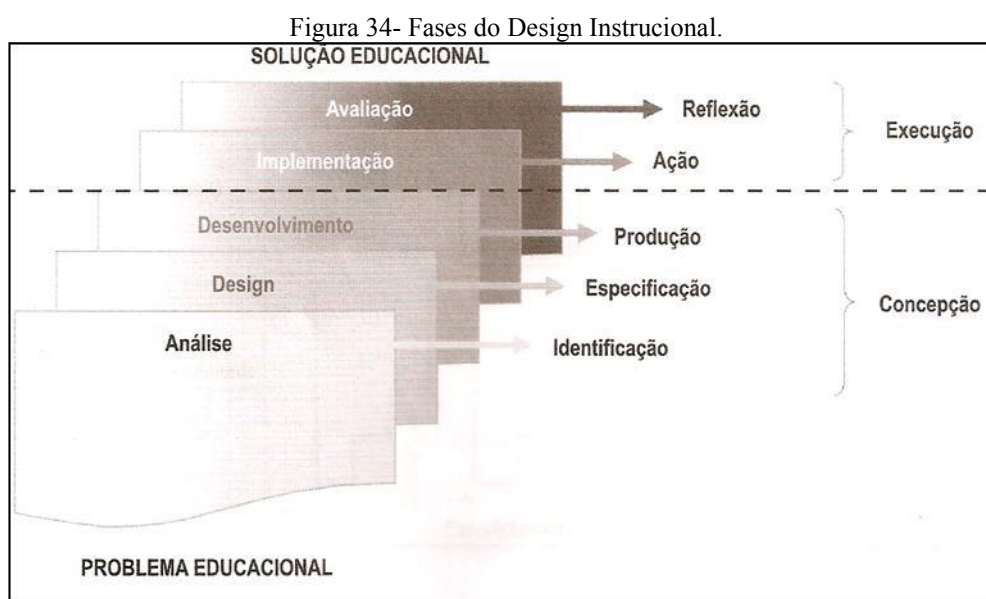 Figura 34- Fases do Design Instrucional.
SOLUÇÃO EDUCACIONAL
Avaliação
Reflexão
Execução
Implementação
Ação
Desenvolvimento
Produção
Design
Especificação
Concepção
Análise
Identificação
PROBLEMA EDUCACIONAL